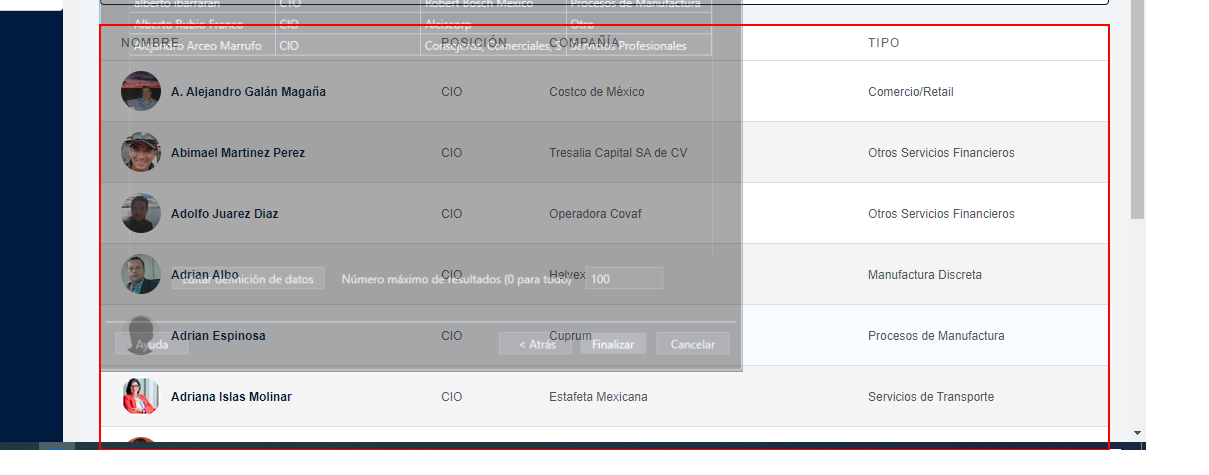 alberto Ibarraran CIO Robert Bosch Mexico Procesos de Manufactura
Alberto Rubio Franco CIO Alsiscorp Otro
Alejandro Arceo Marrufo CIO Consejeros, Comerciales, S Servicios Profesionales
NOMBRE POSICIÓN COMPAÑÍA TIPO
A. Alejandro Galán Magaña CIO Costco de México Comercio/Retail
Abimael Martinez Perez CIO Tresalia Capital SA de CV Otros Servicios Financieros
Adolfo Juarez Diaz CIO Operadora Covaf Otros Servicios Financieros
Adrian Albo CIO Helvex Manufactura Discreta
Editar definición de datos Número máximo de resultados (0 para todo) 100
Adrian Espinosa CIO Cuprum Procesos de Manufactura
Ayuda < Atrás Finalizar Cancelar
Adriana Islas Molinar CIO Estafeta Mexicana Servicios de Transporte